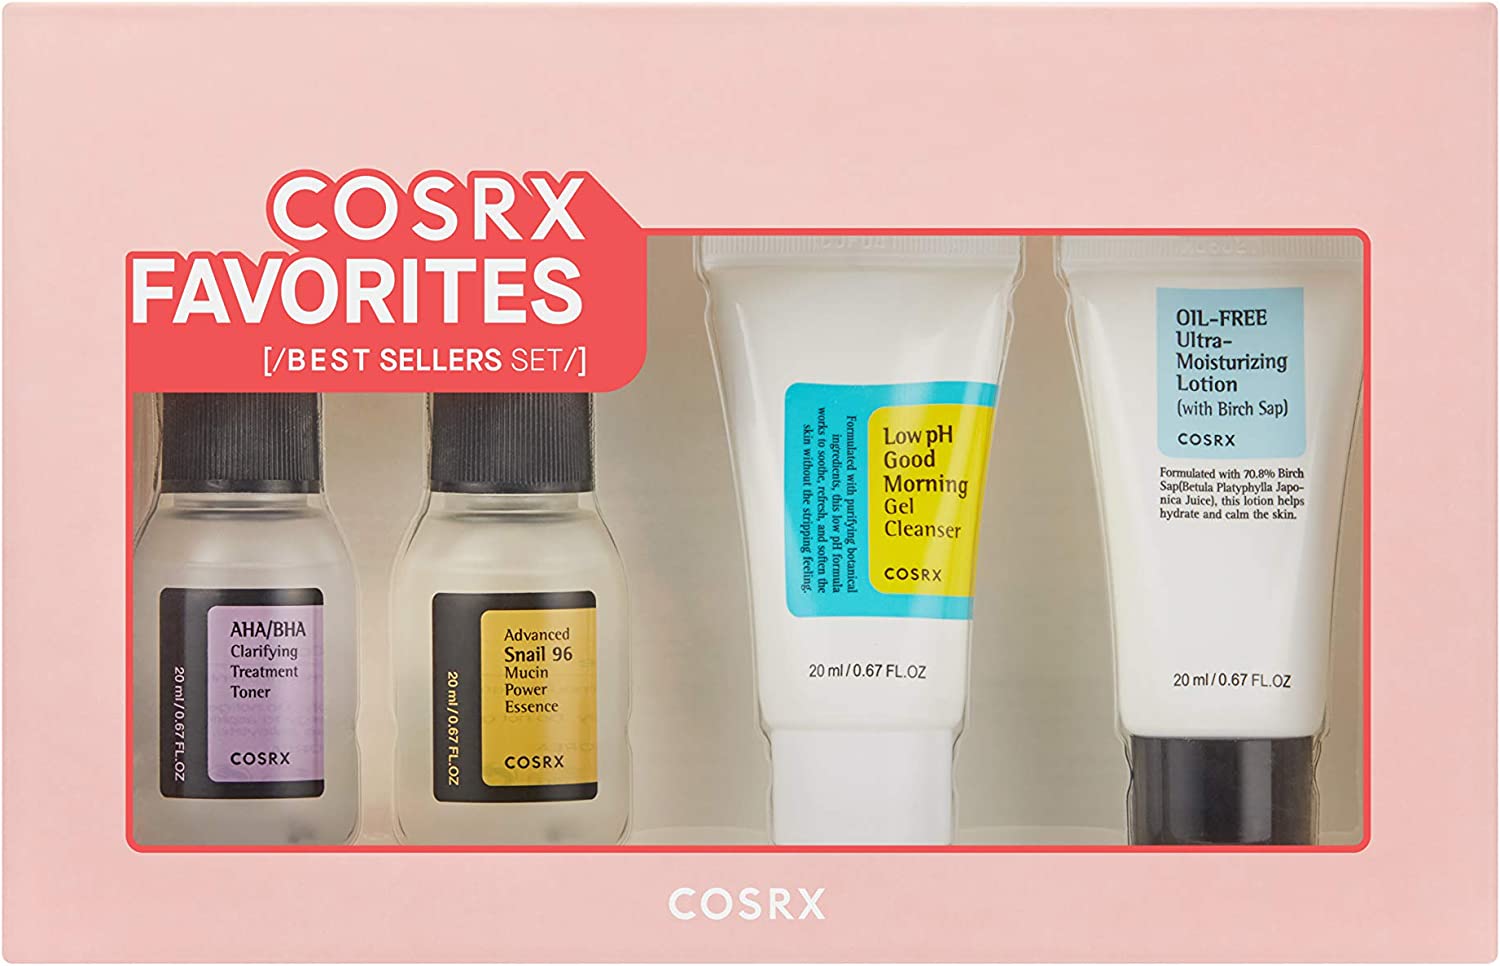 COSRX
FAVORITES
[/BEST SELLERS SET/]
AHA/BHA
Clarifying
Treatment
Toner
COSRX
20 ml / 0.67 FL.OZ
Advanced
Snail 96
Mucin
Power
Essence
COSRX
20 ml / 0.67 FL.OZ
Formulated with purifying botanical
ingredients, this low pH formula
works to soothe, refresh, and soften the
skin without the stripping feeling.
Low pH
Good
Morning
Gel
Cleanser
COSRX
20 ml / 0.67 FL.OZ
OIL-FREE
Ultra-
Moisturizing
Lotion
(with Birch Sap)
COSRX
Formulated with 70.8% Birch
Sap(Betula Platyphylla Japo-
nica Juice), this lotion helps
hydrate and calm the skin.
20 ml / 0.67 FL.OZ
COSRX